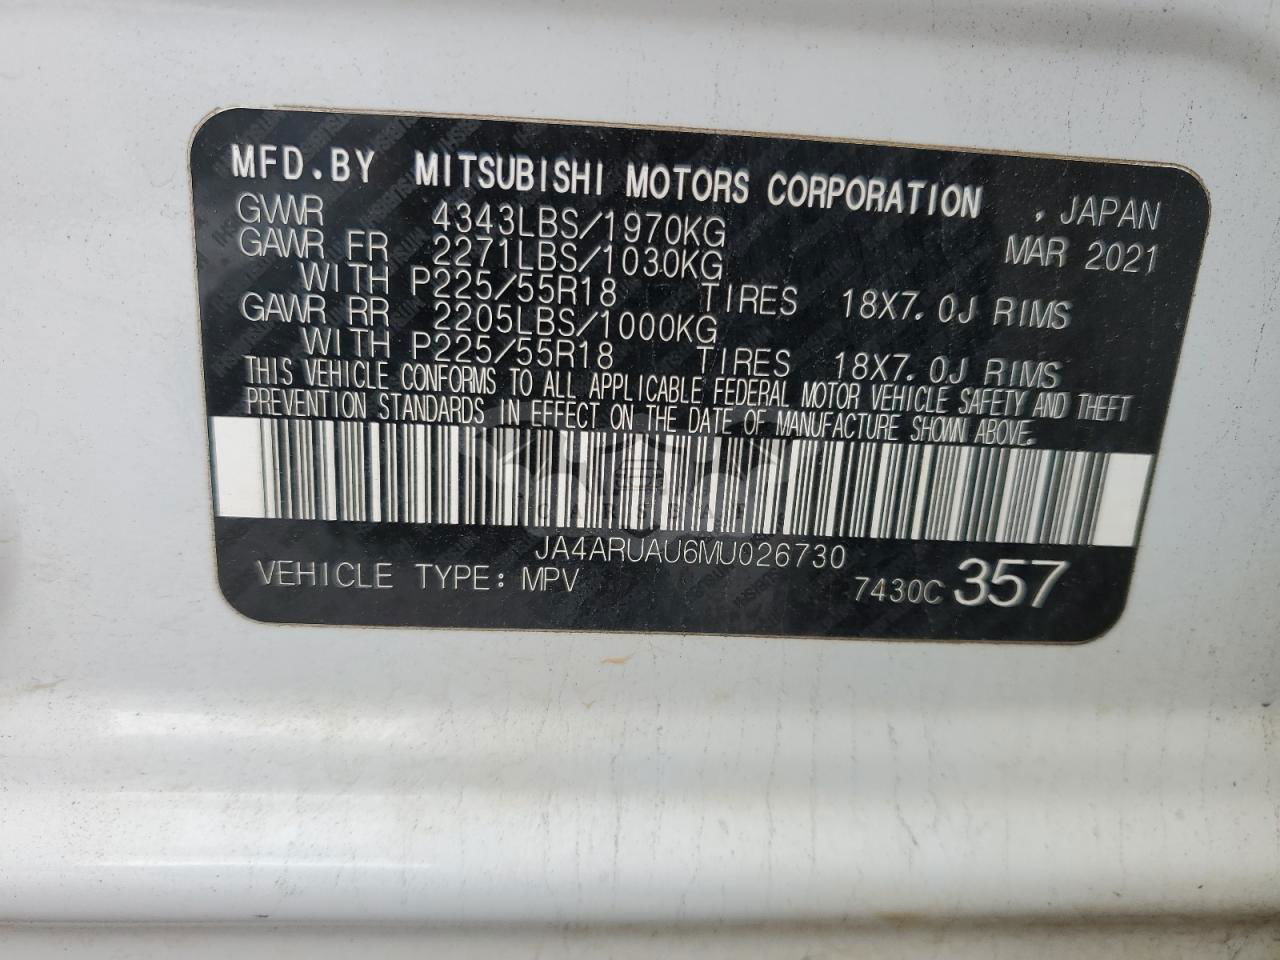 MFD.BY MITSUBISHI MOTORS CORPORATION , JAPAN
GVWR 4343LBS/1970KG MAR 2021
GAWR FR 2271LBS/1030KG
WITH P225/55R18 TIRES 18X7.0J RIMS
GAWR RR 2205LBS/1000KG
WITH P225/55R18 TIRES 18X7.0J RIMS
THIS VEHICLE CONFORMS TO ALL APPLICABLE FEDERAL MOTOR VEHICLE SAFETY AND THEFT
PREVENTION STANDARDS IN EFFECT ON THE DATE OF MANUFACTURE SHOWN ABOVE.
JA4ARUAU6MU026730
VEHICLE TYPE: MPV 7430C 357